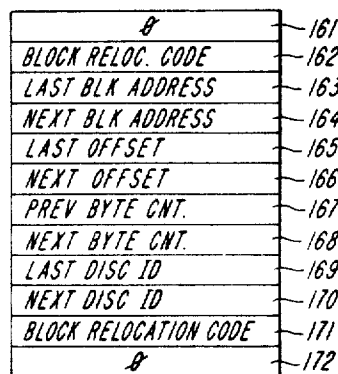 0 161
BLOCK RELOC. CODE 162
LAST BLK ADDRESS 163
NEXT BLK ADDRESS 164
LAST OFFSET 165
NEXT OFFSET 166
PREV BYTE CNT. 167
NEXT BYTE CNT. 168
LAST DISC ID 169
NEXT DISC ID 170
BLOCK RELOCATION CODE 171
0 172